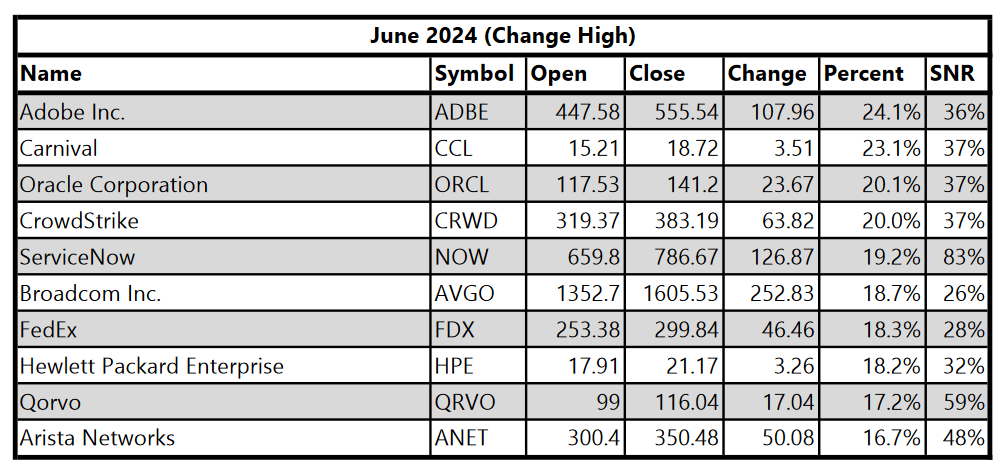 June 2024 (Change High)
Name Symbol Open Close Change Percent SNR
Adobe Inc. ADBE 447.58 555.54 107.96 24.1% 36%
Carnival CCL 15.21 18.72 3.51 23.1% 37%
Oracle Corporation ORCL 117.53 141.2 23.67 20.1% 37%
CrowdStrike CRWD 319.37 383.19 63.82 20.0% 37%
ServiceNow NOW 659.8 786.67 126.87 19.2% 83%
Broadcom Inc. AVGO 1352.7 1605.53 252.83 18.7% 26%
FedEx FDX 253.38 299.84 46.46 18.3% 28%
Hewlett Packard Enterprise HPE 17.91 21.17 3.26 18.2% 32%
Qorvo QRVO 99 116.04 17.04 17.2% 59%
Arista Networks ANET 300.4 350.48 50.08 16.7% 48%